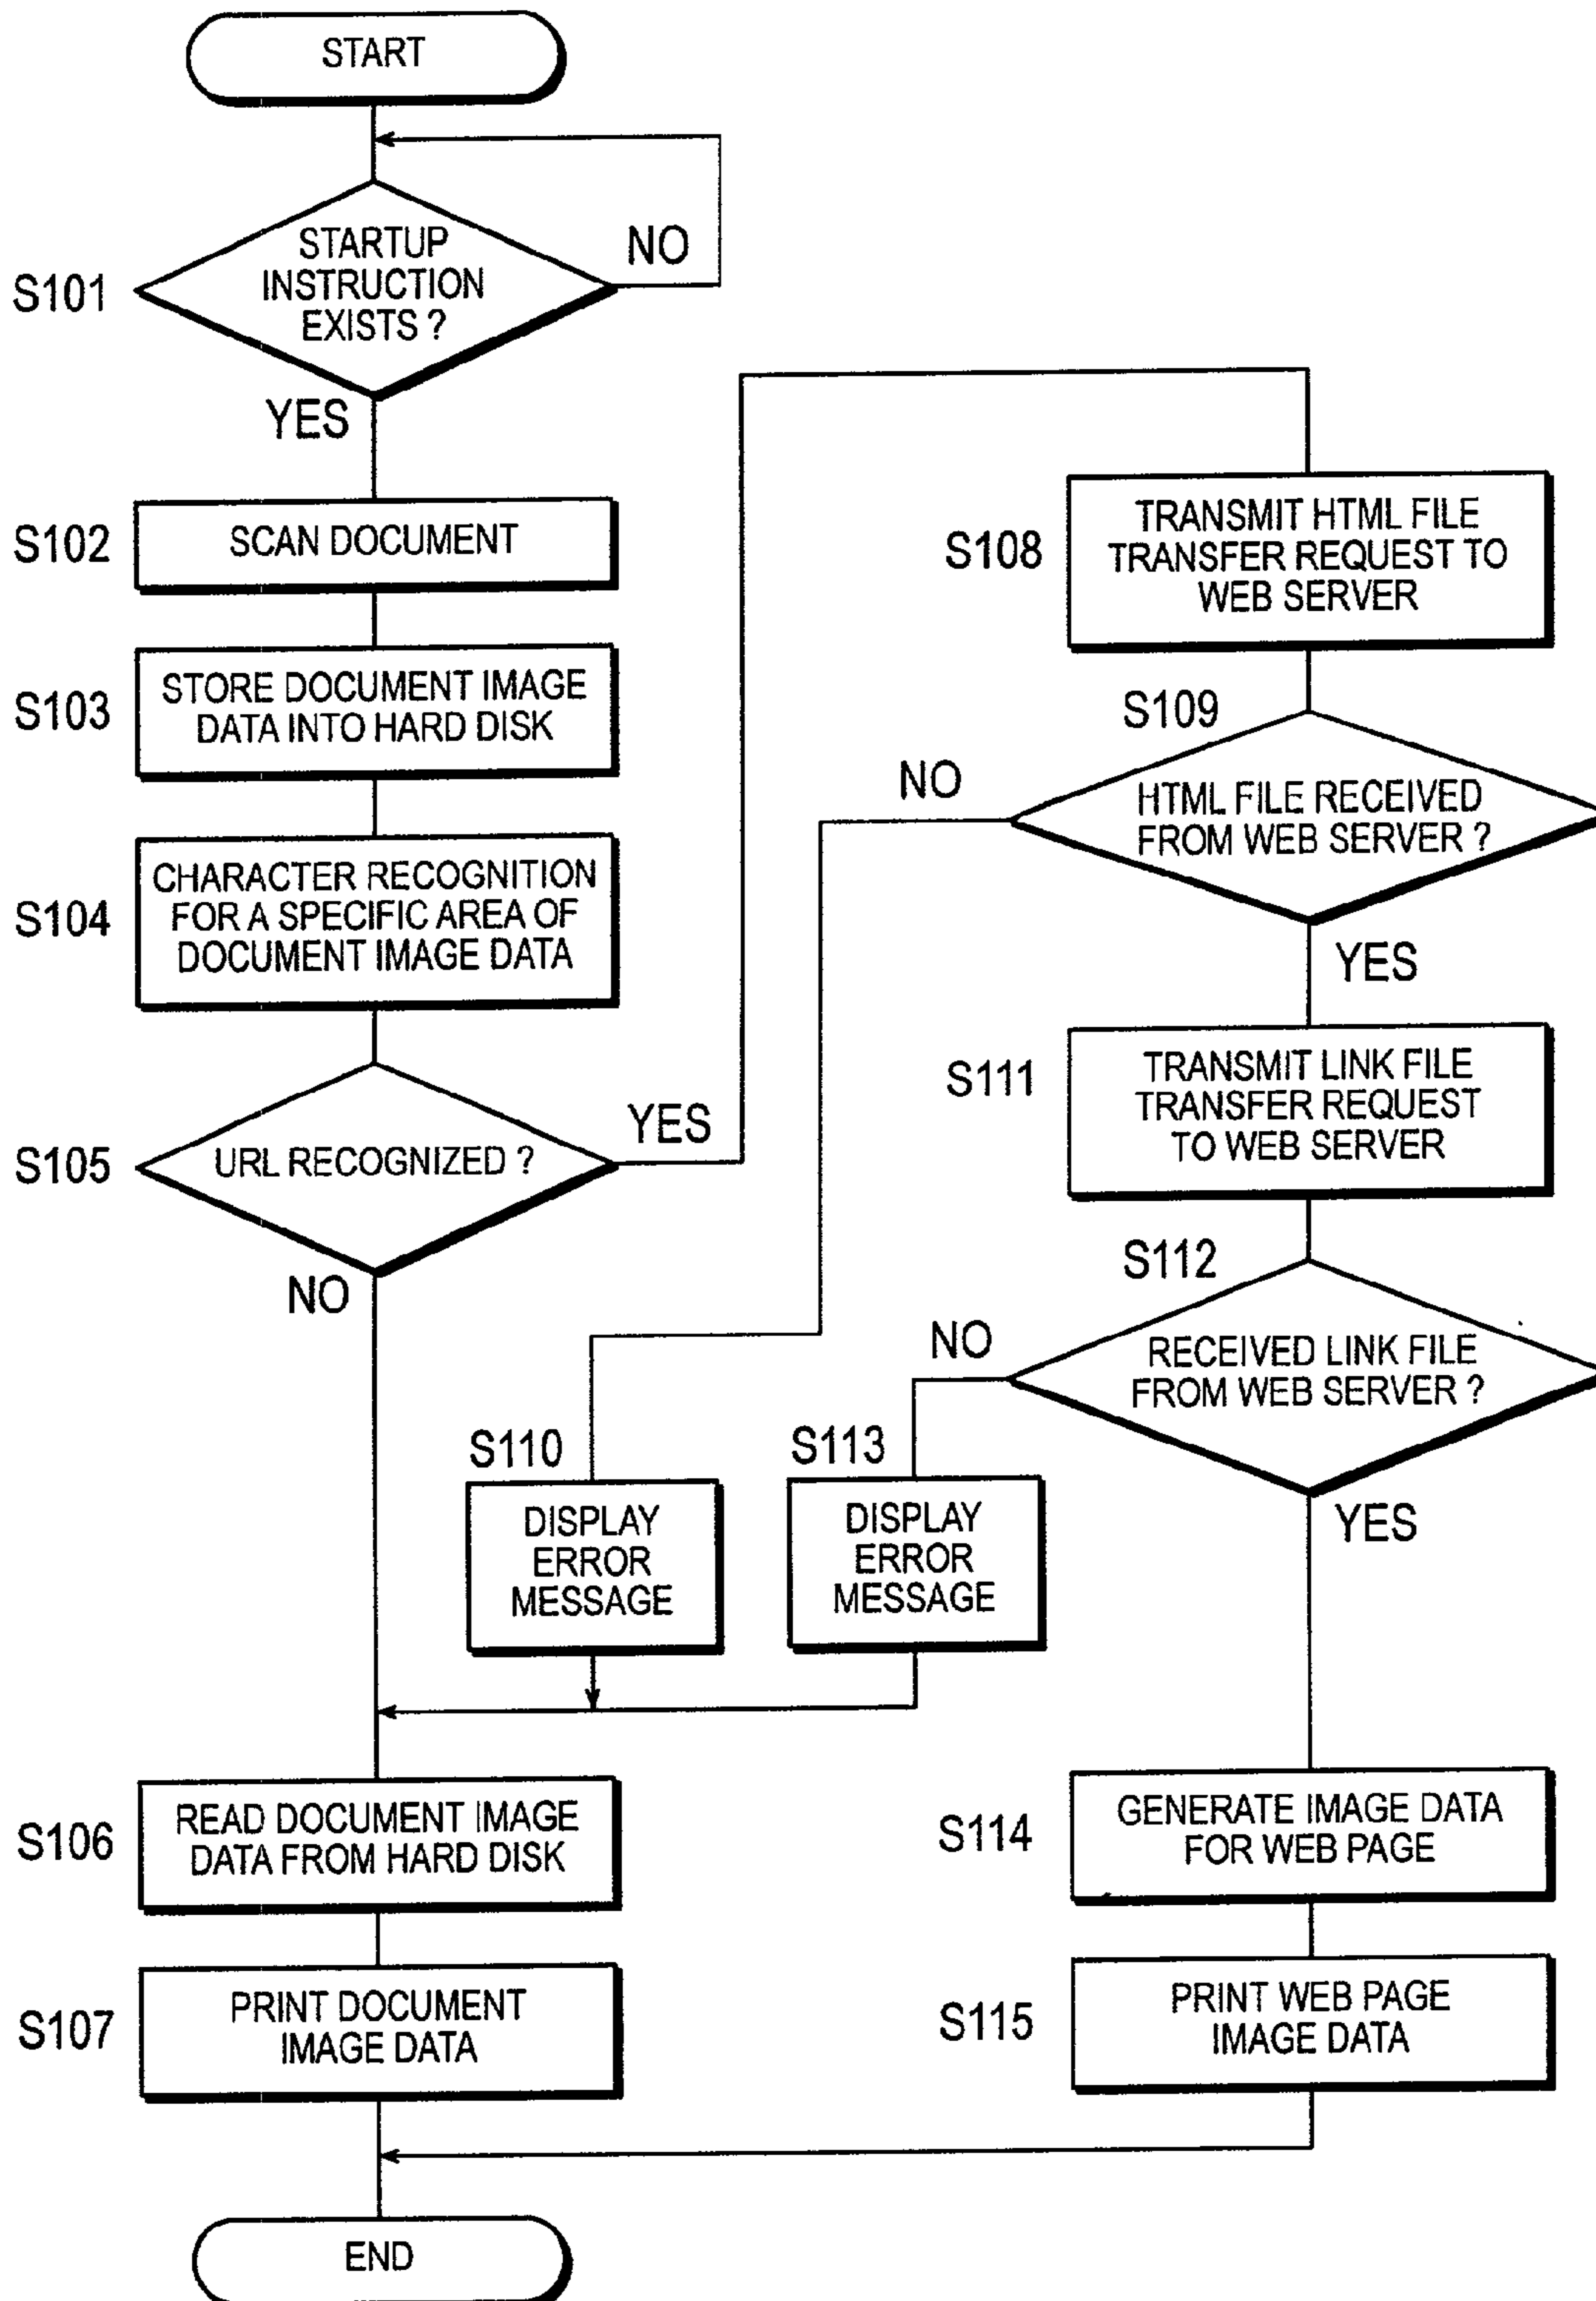 START
S101
STARTUP
INSTRUCTION
EXISTS ?
NO
YES
S102
SCAN DOCUMENT
S103
STORE DOCUMENT IMAGE
DATA INTO HARD DISK
S104
CHARACTER RECOGNITION
FOR A SPECIFIC AREA OF
DOCUMENT IMAGE DATA
S105
URL RECOGNIZED ?
YES
NO
S108
TRANSMIT HTML FILE
TRANSFER REQUEST TO
WEB SERVER
S109
HTML FILE RECEIVED
FROM WEB SERVER ?
NO
YES
S111
TRANSMIT LINK FILE
TRANSFER REQUEST
TO WEB SERVER
S112
RECEIVED LINK FILE
FROM WEB SERVER ?
NO
YES
S110
DISPLAY
ERROR
MESSAGE
S113
DISPLAY
ERROR
MESSAGE
S106
READ DOCUMENT IMAGE
DATA FROM HARD DISK
S107
PRINT DOCUMENT
IMAGE DATA
S114
GENERATE IMAGE DATA
FOR WEB PAGE
S115
PRINT WEB PAGE
IMAGE DATA
END